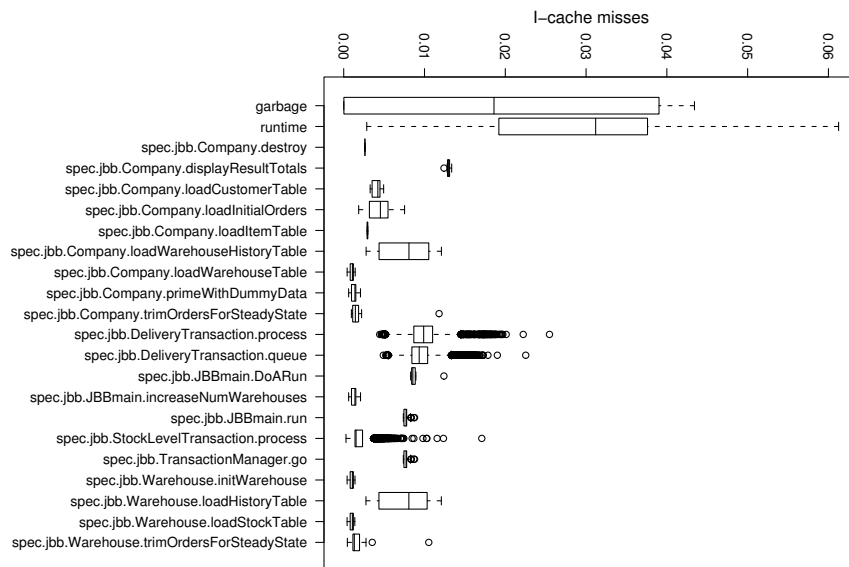 I−cache misses
0.00
0.01
0.02
0.03
0.04
0.05
0.06
garbage
runtime
spec.jbb.Company.destroy
spec.jbb.Company.displayResultTotals
spec.jbb.Company.loadCustomerTable
spec.jbb.Company.loadInitialOrders
spec.jbb.Company.loadItemTable
spec.jbb.Company.loadWarehouseHistoryTable
spec.jbb.Company.loadWarehouseTable
spec.jbb.Company.primeWithDummyData
spec.jbb.Company.trimOrdersForSteadyState
spec.jbb.DeliveryTransaction.process
spec.jbb.DeliveryTransaction.queue
spec.jbb.JBBmain.DoARun
spec.jbb.JBBmain.increaseNumWarehouses
spec.jbb.JBBmain.run
spec.jbb.StockLevelTransaction.process
spec.jbb.TransactionManager.go
spec.jbb.Warehouse.initWarehouse
spec.jbb.Warehouse.loadHistoryTable
spec.jbb.Warehouse.loadStockTable
spec.jbb.Warehouse.trimOrdersForSteadyState